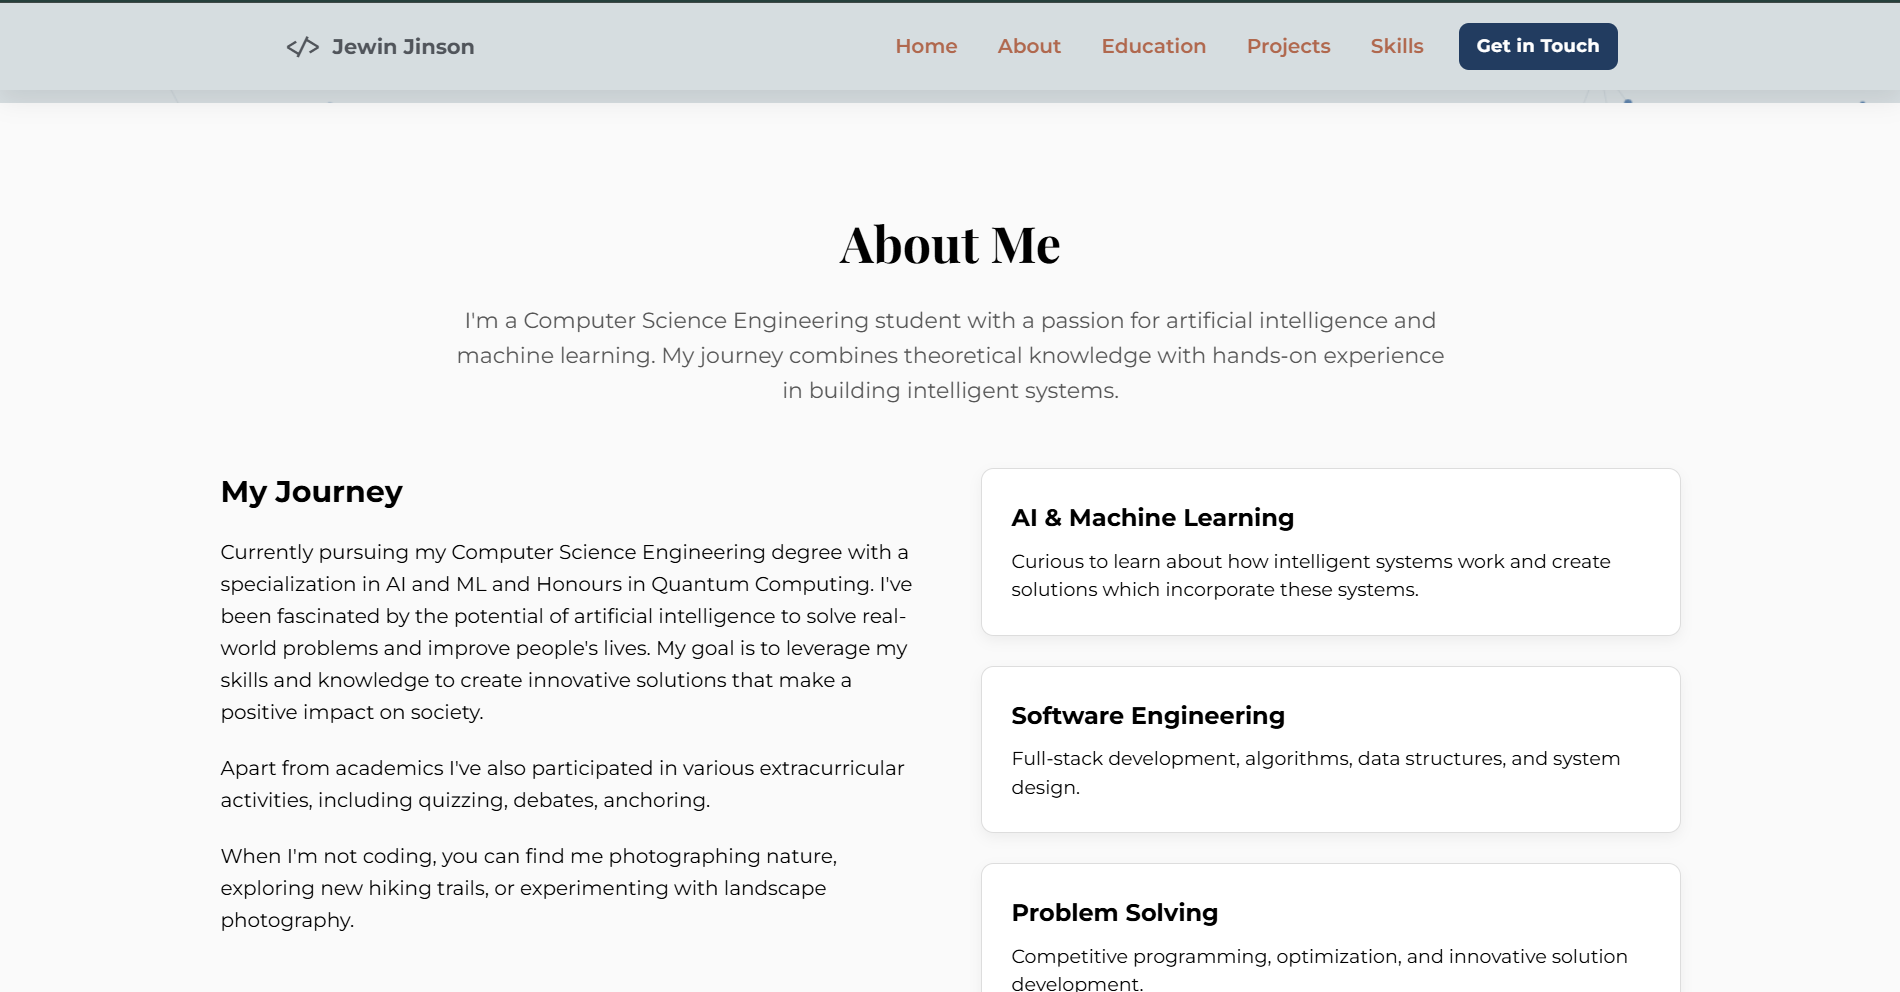 </> Jewin Jinson
Home About Education Projects Skills Get in Touch
About Me
I'm a Computer Science Engineering student with a passion for artificial intelligence and
machine learning. My journey combines theoretical knowledge with hands-on experience
in building intelligent systems.
My Journey
Currently pursuing my Computer Science Engineering degree with a
specialization in AI and ML and Honours in Quantum Computing. I've
been fascinated by the potential of artificial intelligence to solve real-
world problems and improve people's lives. My goal is to leverage my
skills and knowledge to create innovative solutions that make a
positive impact on society.
Apart from academics I've also participated in various extracurricular
activities, including quizzing, debates, anchoring.
When I'm not coding, you can find me photographing nature,
exploring new hiking trails, or experimenting with landscape
photography.
AI & Machine Learning
Curious to learn about how intelligent systems work and create
solutions which incorporate these systems.
Software Engineering
Full-stack development, algorithms, data structures, and system
design.
Problem Solving
Competitive programming, optimization, and innovative solution
development.